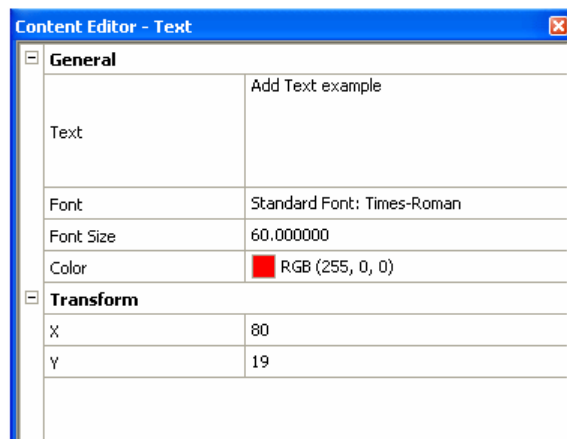 Content Editor - Text
General
Text Add Text example
Font Standard Font: Times-Roman
Font Size 60.000000
Color RGB (255, 0, 0)
Transform
X 80
Y 19